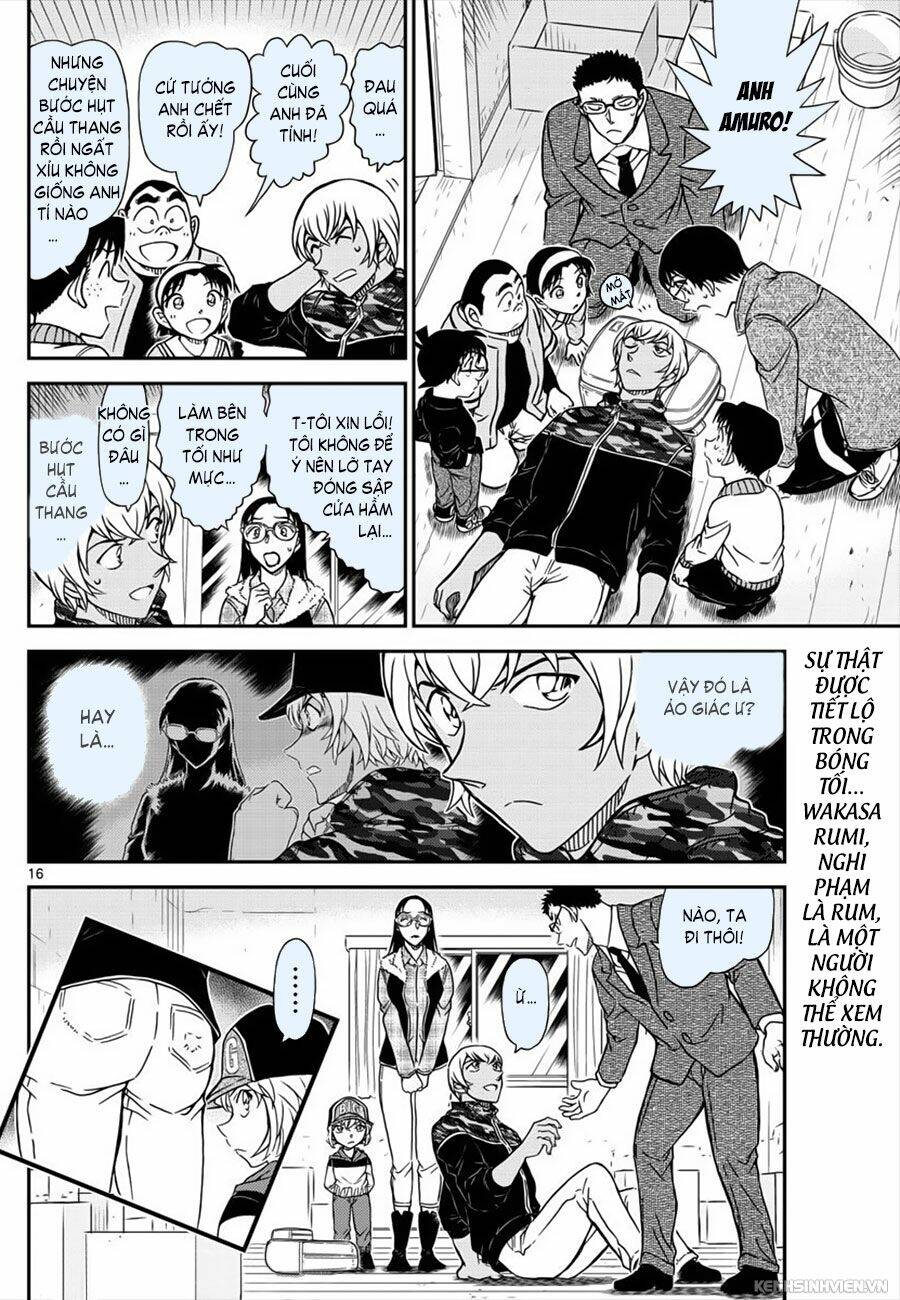 ANH
AMURO!
MỞ
MẮT
ĐAU
QUÁ
...
CUỐI
CÙNG
ANH ĐÃ
TỈNH!
CỨ TƯỞNG
ANH CHẾT
RỒI ẤY!
NHƯNG
CHUYỆN
BƯỚC HỤT
CẦU THANG
RỒI NGẤT
XÍU KHÔNG
GIỐNG ANH
TÍ NÀO
...
T-TÔI XIN LỖI!
TÔI KHÔNG ĐỂ
Ý NÊN LỠ TAY
ĐÓNG SẬP
CỬA HẦM
LẠI...
LÀM BÊN
TRONG
TỐI NHƯ
MỰC...
KHÔNG
CÓ GÌ
ĐÂU
BƯỚC
HỤT
CẦU
THANG
VẬY ĐÓ LÀ
ẢO GIÁC Ư?
HAY
LÀ...
SỰ THẬT
ĐƯỢC
TIẾT LỘ
TRONG
BÓNG
TỐI...
WAKASA
RUMI,
NGHI
PHẠM
LÀ RUM,
LÀ MỘT
NGƯỜI
KHÔNG
THỂ XEM
THƯỜNG.
16
NÀO, TA
ĐI THÔI!
Ừ...
......
G
KENHSINHVIEN.VN